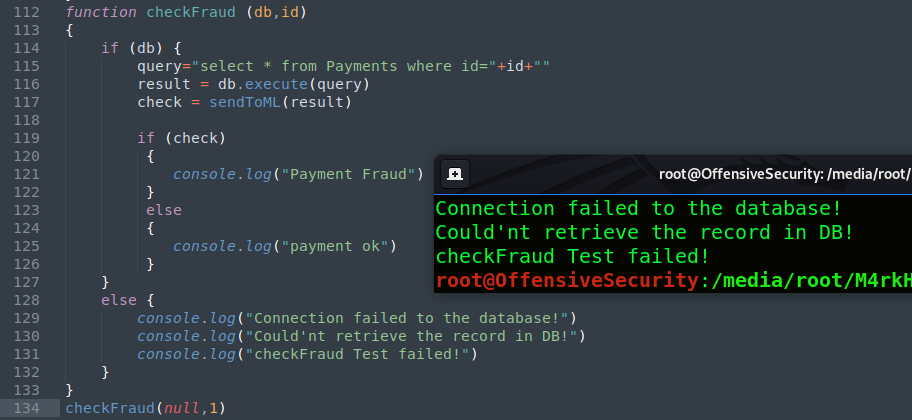 112 function checkFraud (db,id)
113 {
114     if (db) {
115         query="select * from Payments where id="+id+""
116         result = db.execute(query)
117         check = sendToML(result)
118
119         if (check)
120          {
121             console.log("Payment Fraud")
122          }
123          else
124          {
125             console.log("payment ok")
126          }
127     }
128     else {
129         console.log("Connection failed to the database!")
130         console.log("Could'nt retrieve the record in DB!")
131         console.log("checkFraud Test failed!")
132     }
133 }
134 checkFraud(null,1)
root@OffensiveSecurity: /media/root/
Connection failed to the database!
Could'nt retrieve the record in DB!
checkFraud Test failed!
root@OffensiveSecurity:/media/root/M4rkH